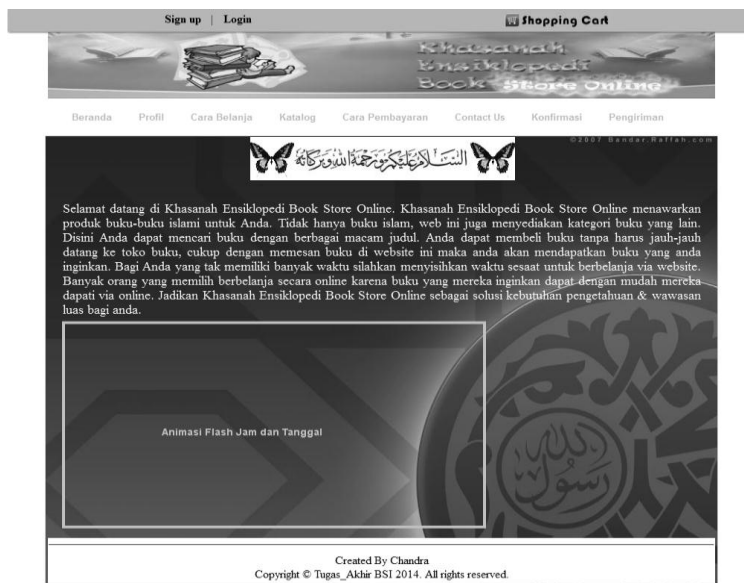 Sign up | Login
Shopping Cart
Khasanah
Ensiklopedi
Book Store Online
Beranda Profil Cara Belanja Katalog Cara Pembayaran Contact Us Konfirmasi Pengiriman
©2007 Bandar.Raffah.com
السلام عليكم ورحمة الله وبركاته
Selamat datang di Khasanah Ensiklopedi Book Store Online. Khasanah Ensiklopedi Book Store Online menawarkan
produk buku-buku islami untuk Anda. Tidak hanya buku islam, web ini juga menyediakan kategori buku yang lain.
Disini Anda dapat mencari buku dengan berbagai macam judul. Anda dapat membeli buku tanpa harus jauh-jauh
datang ke toko buku, cukup dengan memesan buku di website ini maka anda akan mendapatkan buku yang anda
inginkan. Bagi Anda yang tak memiliki banyak waktu silahkan menyisihkan waktu sesaat untuk berbelanja via website.
Banyak orang yang memilih berbelanja secara online karena buku yang mereka inginkan dapat dengan mudah mereka
dapati via online. Jadikan Khasanah Ensiklopedi Book Store Online sebagai solusi kebutuhan pengetahuan & wawasan
luas bagi anda.
Animasi Flash Jam dan Tanggal
الله
رسول
Created By Chandra
Copyright © Tugas_Akhir BSI 2014. All rights reserved.